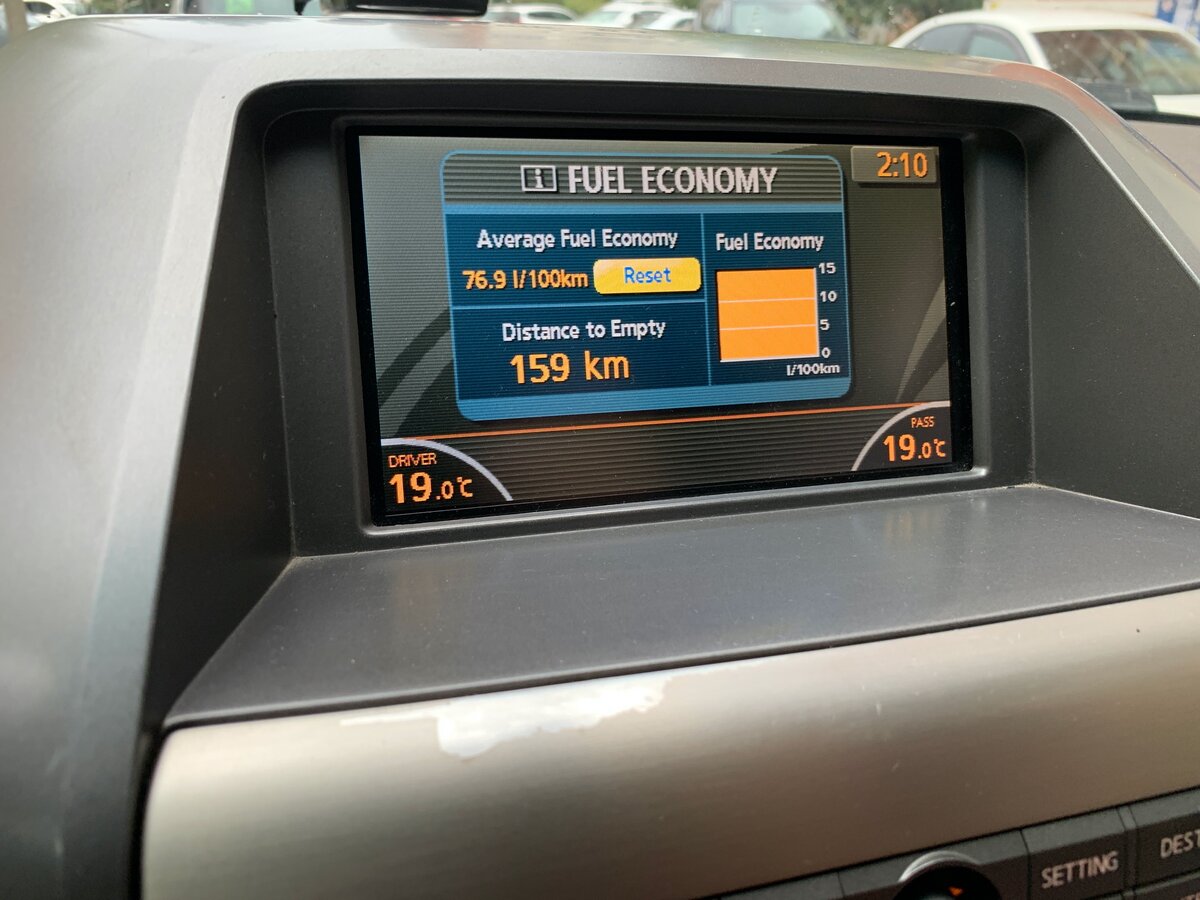 i FUEL ECONOMY
2:10
Average Fuel Economy
76.9 l/100km Reset
Distance to Empty
159 km
Fuel Economy
15
10
5
0
l/100km
DRIVER
19.0℃
PASS
19.0℃
SETTING
DEST